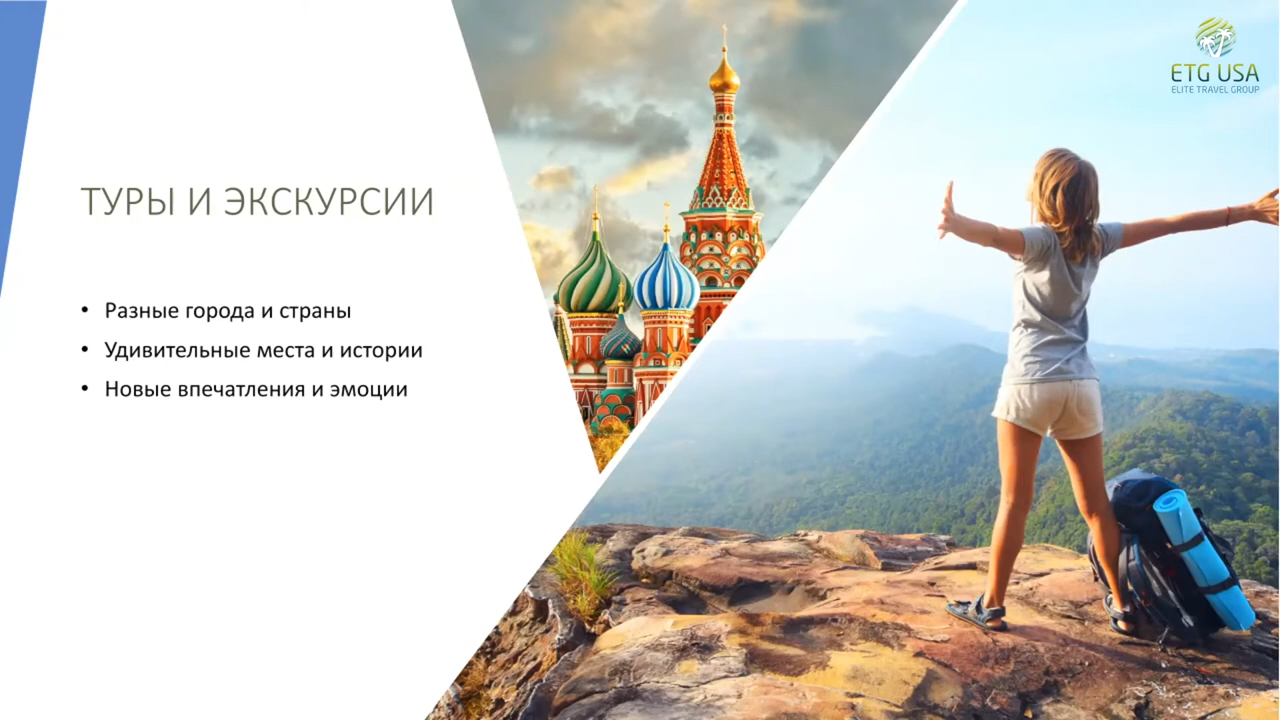 ETG USA
ELITE TRAVEL GROUP
ТУРЫ И ЭКСКУРСИИ
• Разные города и страны
• Удивительные места и истории
• Новые впечатления и эмоции